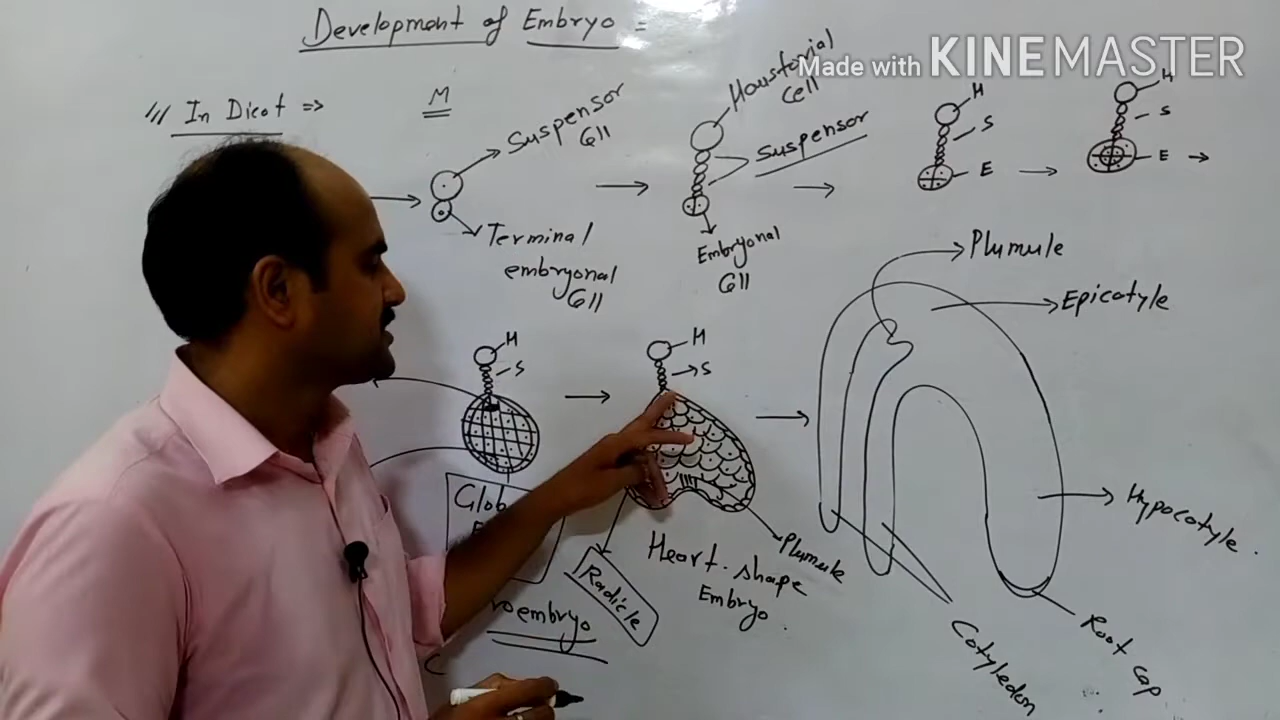 Development of Embryo =
Made with KINEMASTER
In Dicot ⇒
M
Suspensor
Cell
Terminal
embryonal
Cell
Haustorial
Cell
Suspensor
Embryonal
Cell
H
S
E
H
S
E
Plumule
Epicotyle
Hypocotyle.
Root cap
Cotyledon
H
S
Glob
H
S
Radicle
Plumule
Heart-shape
Embryo
roembryo